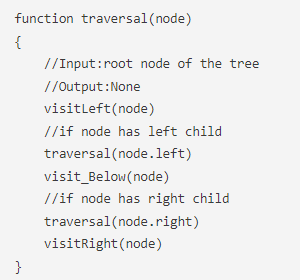 function traversal(node)
{
//Input:root node of the tree
//Output:None
visitLeft(node)
//if node has left child
traversal(node.left)
visit_Below(node)
//if node has right child
traversal(node.right)
visitRight(node)
}